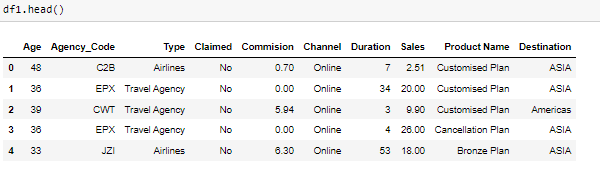 df1.head()
Age Agency_Code Type Claimed Commision Channel Duration Sales Product Name Destination
0 48 C2B Airlines No 0.70 Online 7 2.51 Customised Plan ASIA
1 36 EPX Travel Agency No 0.00 Online 34 20.00 Customised Plan ASIA
2 39 CWT Travel Agency No 5.94 Online 3 9.90 Customised Plan Americas
3 36 EPX Travel Agency No 0.00 Online 4 26.00 Cancellation Plan ASIA
4 33 JZI Airlines No 6.30 Online 53 18.00 Bronze Plan ASIA